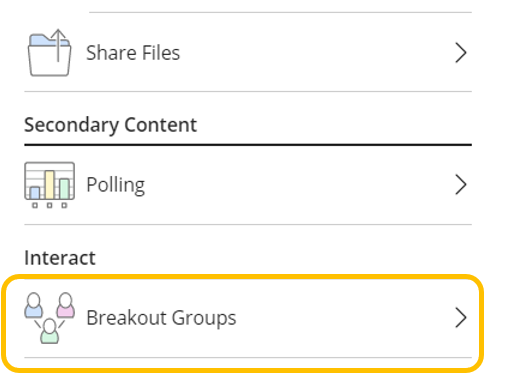 Share Files
Secondary Content
Polling
Interact
Breakout Groups